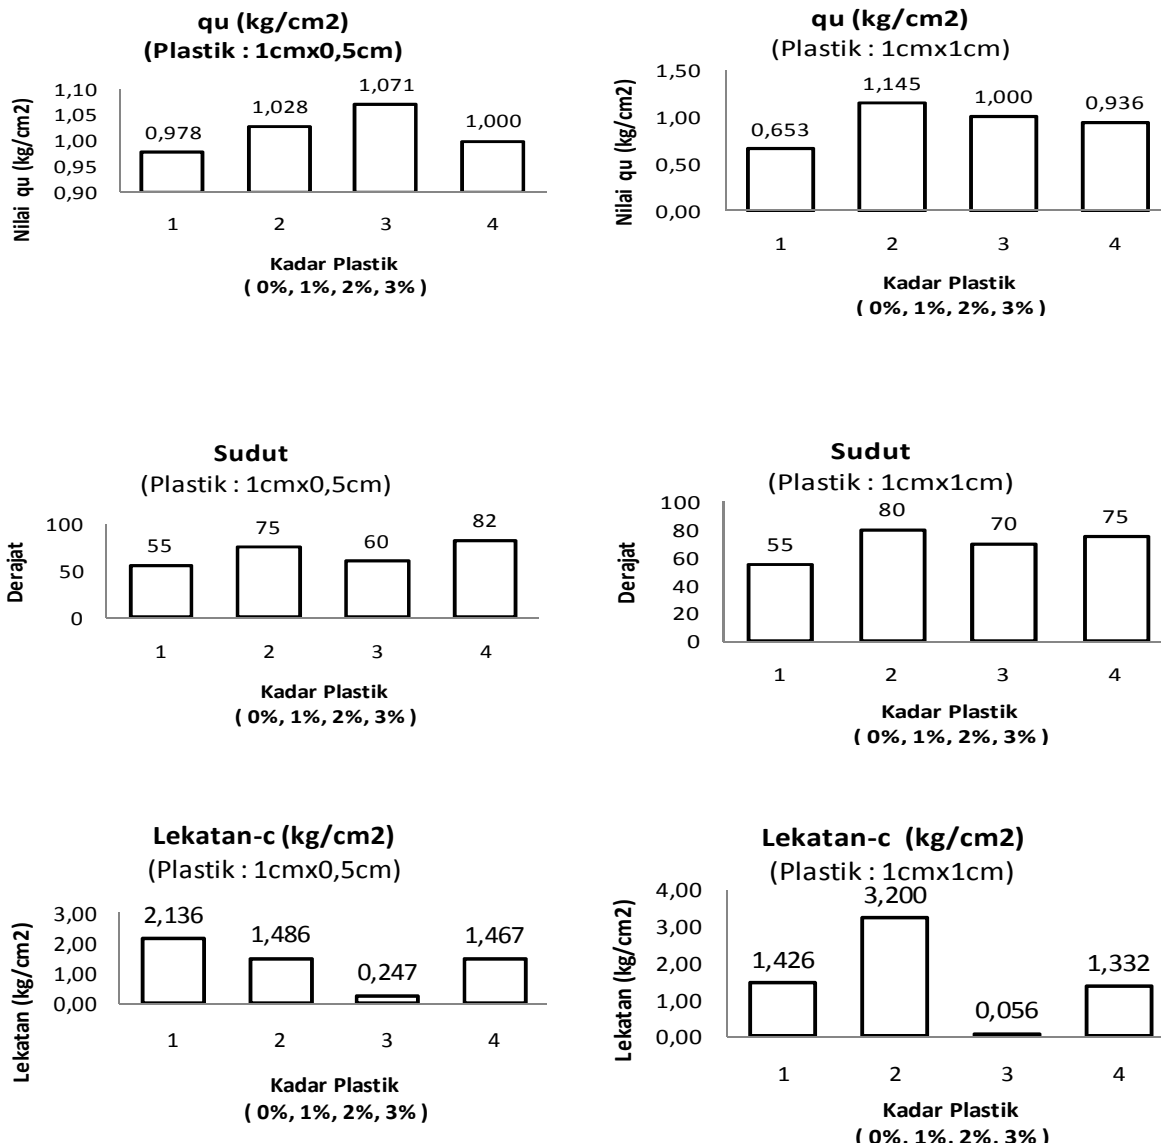 qu (kg/cm2)
(Plastik : 1cmx0,5cm)
Nilai qu (kg/cm2)
1,10
1,05
1,00
0,95
0,90
0,978
1,028
1,071
1,000
1 2 3 4
Kadar Plastik
( 0%, 1%, 2%, 3% )
qu (kg/cm2)
(Plastik : 1cmx1cm)
Nilai qu (kg/cm2)
1,50
1,00
0,50
0,00
0,653
1,145
1,000
0,936
1 2 3 4
Kadar Plastik
( 0%, 1%, 2%, 3% )
Sudut
(Plastik : 1cmx0,5cm)
Derajat
100
50
0
55
75
60
82
1 2 3 4
Kadar Plastik
( 0%, 1%, 2%, 3% )
Sudut
(Plastik : 1cmx1cm)
Derajat
100
80
60
40
20
0
55
80
70
75
1 2 3 4
Kadar Plastik
( 0%, 1%, 2%, 3% )
Lekatan-c (kg/cm2)
(Plastik : 1cmx0,5cm)
Lekatan (kg/cm2)
3,00
2,00
1,00
0,00
2,136
1,486
0,247
1,467
1 2 3 4
Kadar Plastik
( 0%, 1%, 2%, 3% )
Lekatan-c (kg/cm2)
(Plastik : 1cmx1cm)
Lekatan (kg/cm2)
4,00
3,00
2,00
1,00
0,00
1,426
3,200
0,056
1,332
1 2 3 4
Kadar Plastik
( 0%, 1%, 2%, 3% )